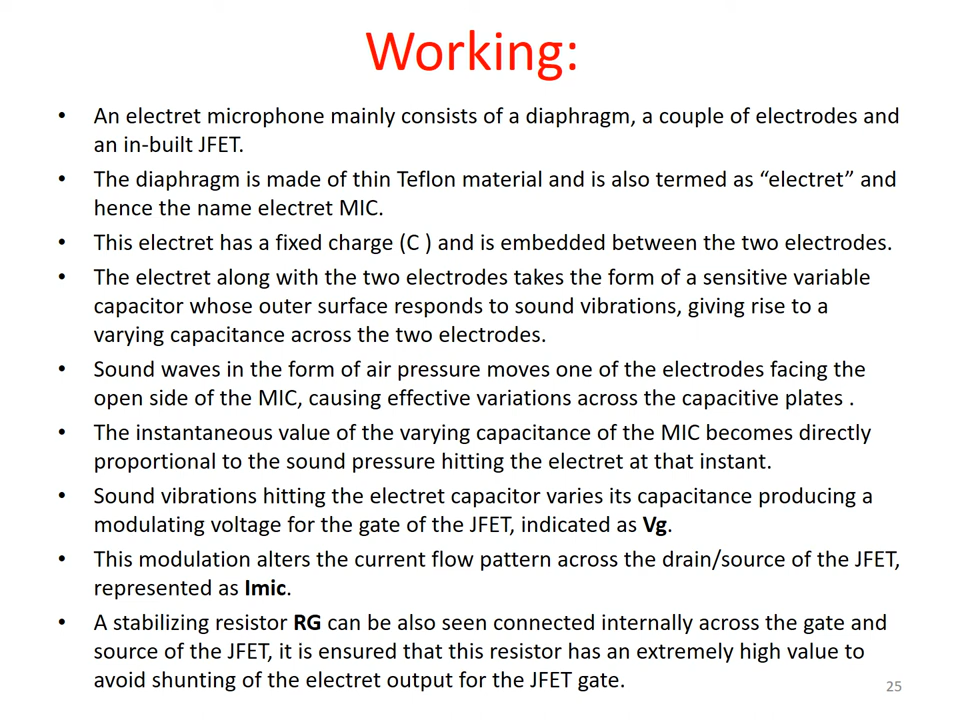 Working:
• An electret microphone mainly consists of a diaphragm, a couple of electrodes and
an in-built JFET.
• The diaphragm is made of thin Teflon material and is also termed as “electret” and
hence the name electret MIC.
• This electret has a fixed charge (C ) and is embedded between the two electrodes.
• The electret along with the two electrodes takes the form of a sensitive variable
capacitor whose outer surface responds to sound vibrations, giving rise to a
varying capacitance across the two electrodes.
• Sound waves in the form of air pressure moves one of the electrodes facing the
open side of the MIC, causing effective variations across the capacitive plates .
• The instantaneous value of the varying capacitance of the MIC becomes directly
proportional to the sound pressure hitting the electret at that instant.
• Sound vibrations hitting the electret capacitor varies its capacitance producing a
modulating voltage for the gate of the JFET, indicated as Vg.
• This modulation alters the current flow pattern across the drain/source of the JFET,
represented as Imic.
• A stabilizing resistor RG can be also seen connected internally across the gate and
source of the JFET, it is ensured that this resistor has an extremely high value to
avoid shunting of the electret output for the JFET gate.
25